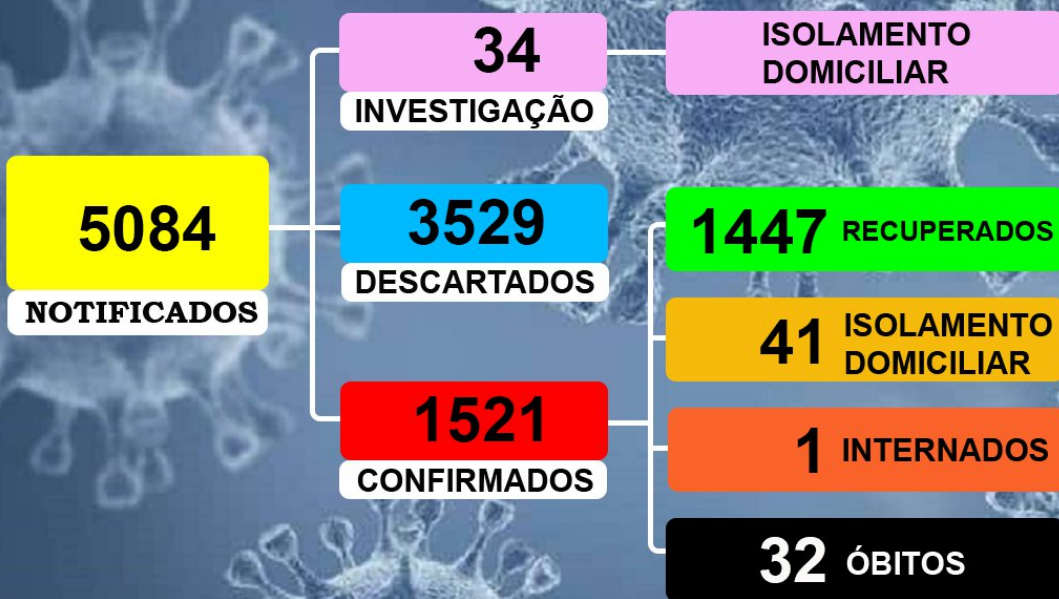 5084
NOTIFICADOS
34
INVESTIGAÇÃO
ISOLAMENTO
DOMICILIAR
3529
DESCARTADOS
1521
CONFIRMADOS
1447 RECUPERADOS
41 ISOLAMENTO
DOMICILIAR
1 INTERNADOS
32 ÓBITOS